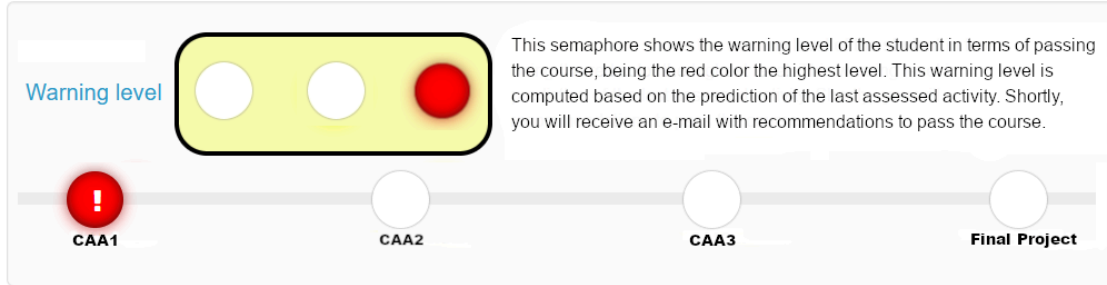 This semaphore shows the warning level of the student in terms of passing
the course, being the red color the highest level. This warning level is
computed based on the prediction of the last assessed activity. Shortly,
you will receive an e-mail with recommendations to pass the course.
Warning level
!
CAA1
CAA2
CAA3
Final Project